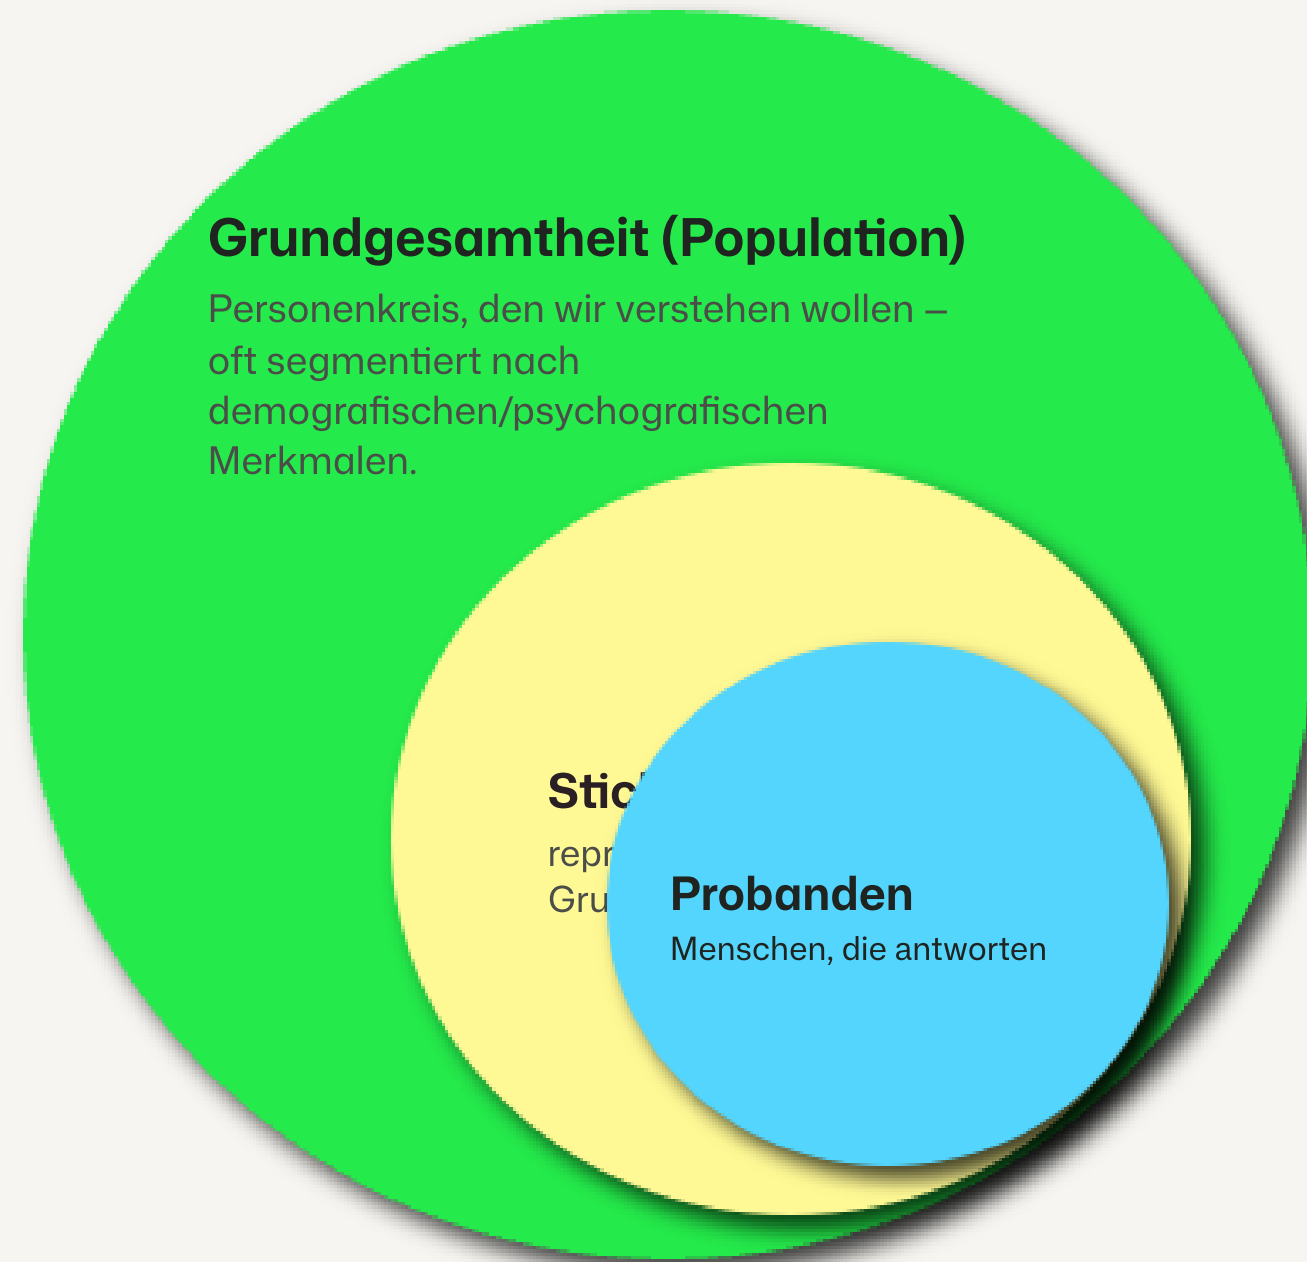 Grundgesamtheit (Population)
Personenkreis, den wir verstehen wollen –
oft segmentiert nach
demografischen/psychografischen
Merkmalen.
Probanden
Menschen, die antworten